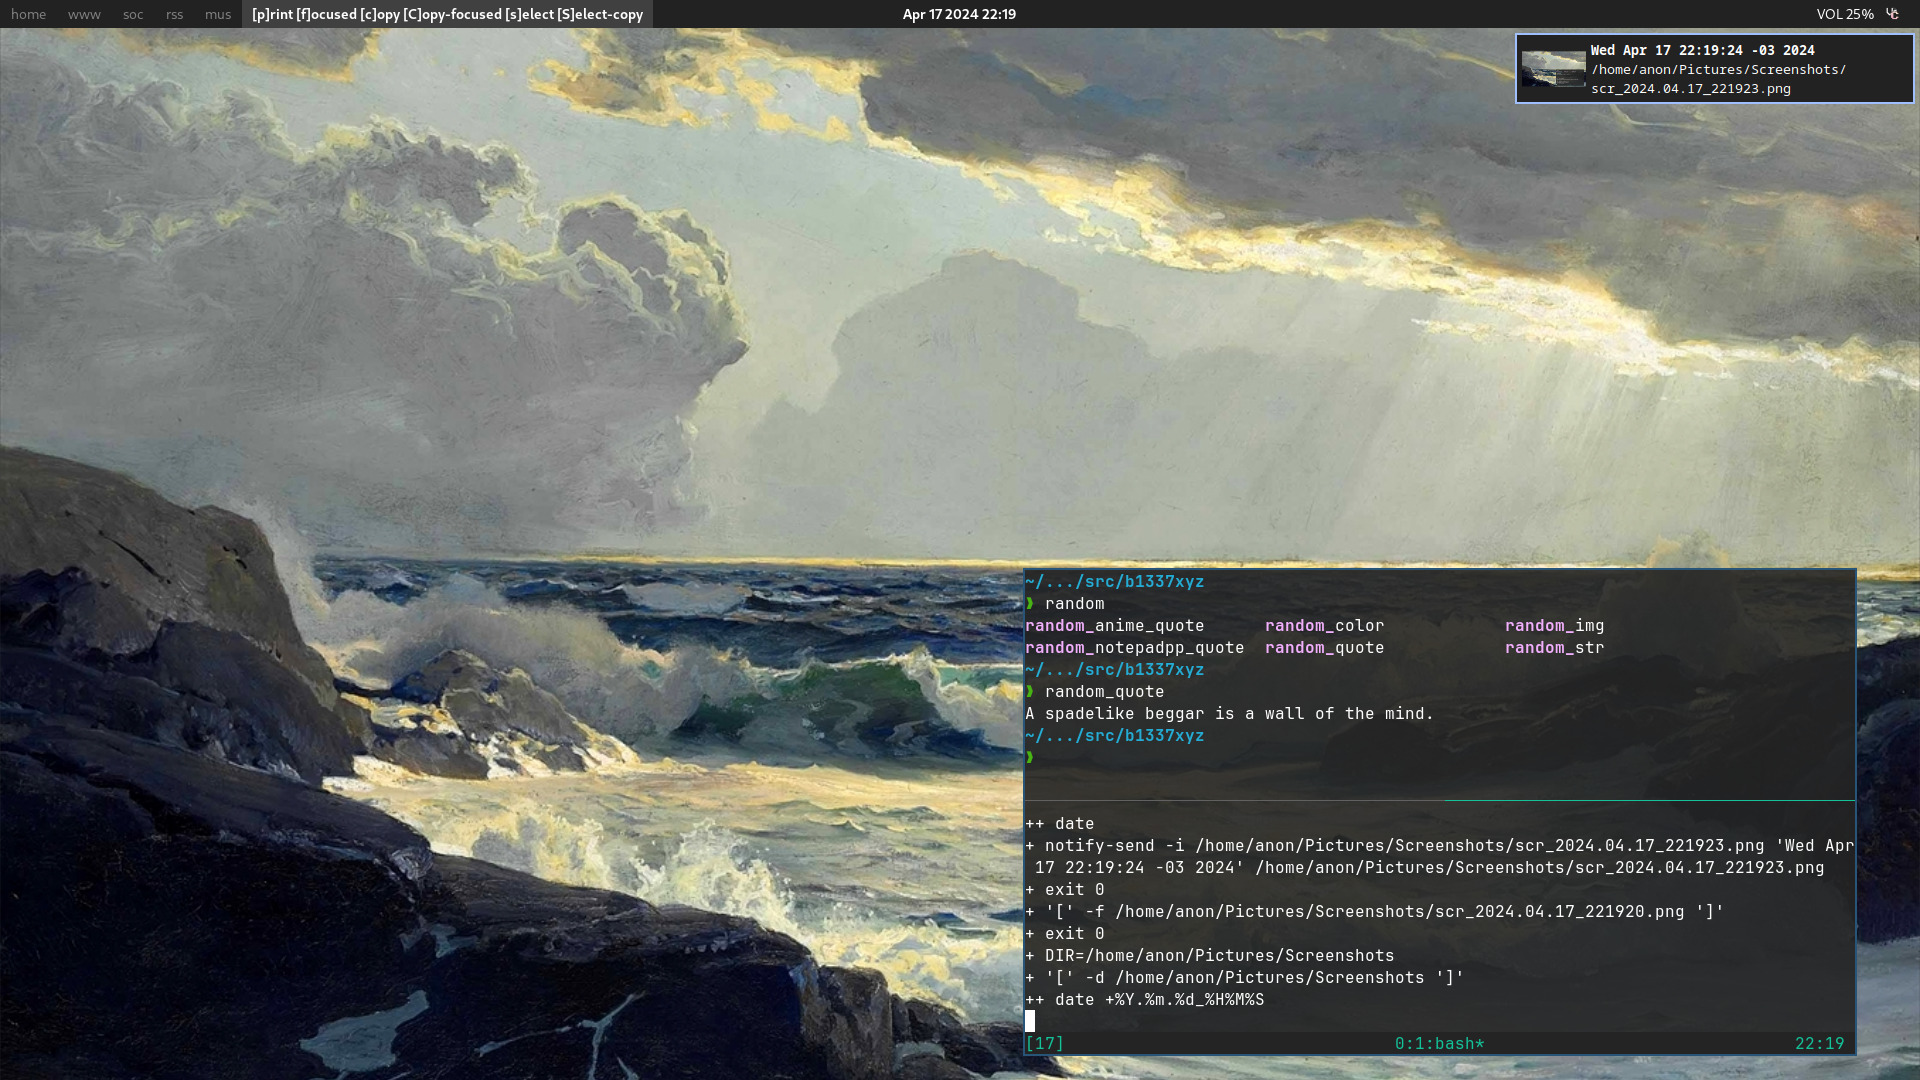 home www soc rss mus [p]rint [f]ocused [c]opy [C]opy-focused [s]elect [S]elect-copy Apr 17 2024 22:19 VOL 25%
Wed Apr 17 22:19:24 -03 2024
/home/anon/Pictures/Screenshots/
scr_2024.04.17_221923.png
~/.../src/b1337xyz
❱ random
random_anime_quote random_color random_img
random_notepadpp_quote random_quote random_str
~/.../src/b1337xyz
❱ random_quote
A spadelike beggar is a wall of the mind.
~/.../src/b1337xyz
❱
++ date
+ notify-send -i /home/anon/Pictures/Screenshots/scr_2024.04.17_221923.png 'Wed Apr
17 22:19:24 -03 2024' /home/anon/Pictures/Screenshots/scr_2024.04.17_221923.png
+ exit 0
+ '[' -f /home/anon/Pictures/Screenshots/scr_2024.04.17_221920.png ']'
+ exit 0
+ DIR=/home/anon/Pictures/Screenshots
+ '[' -d /home/anon/Pictures/Screenshots ']'
++ date +%Y.%m.%d_%H%M%S
[17] 0:1:bash* 22:19